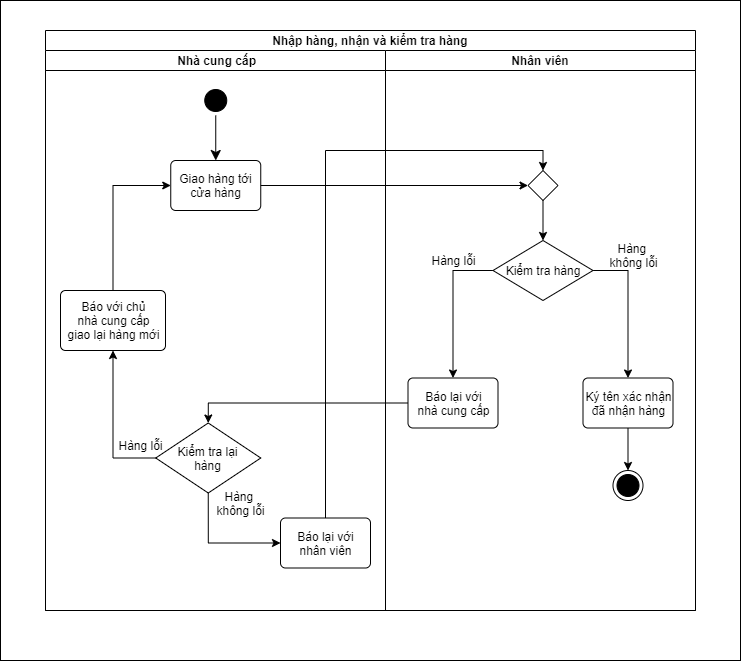 Nhập hàng, nhận và kiểm tra hàng
Nhà cung cấp
Nhân viên
Giao hàng tới
cửa hàng
Kiểm tra hàng
Hàng lỗi
Hàng
không lỗi
Báo với chủ
nhà cung cấp
giao lại hàng mới
Báo lại với
nhà cung cấp
Ký tên xác nhận
đã nhận hàng
Kiểm tra lại
hàng
Hàng lỗi
Hàng
không lỗi
Báo lại với
nhân viên